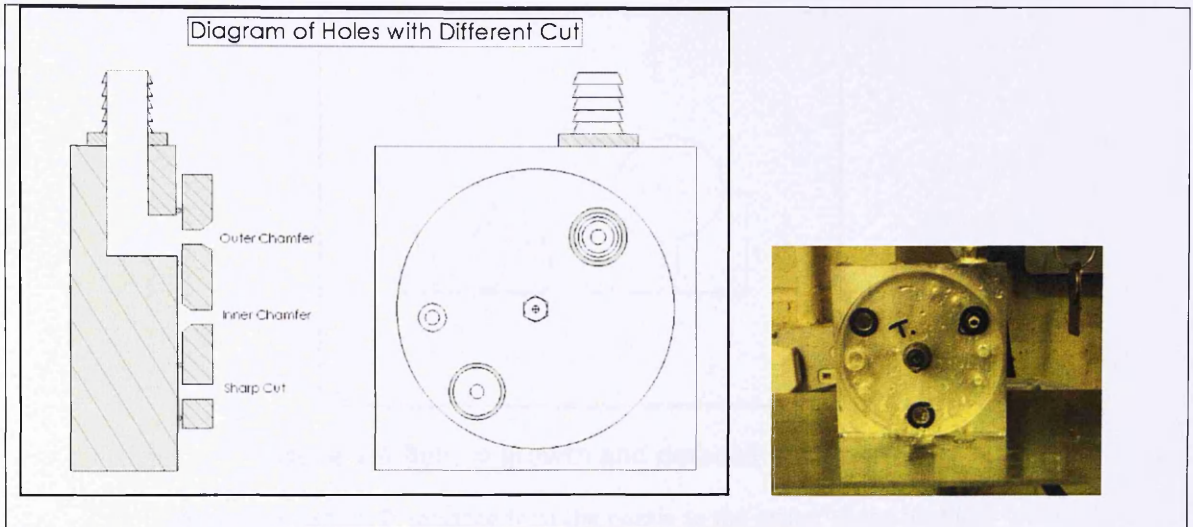 Diagram of Holes with Different Cut
Outer Chamfer
Inner Chamfer
Sharp Cut
T.